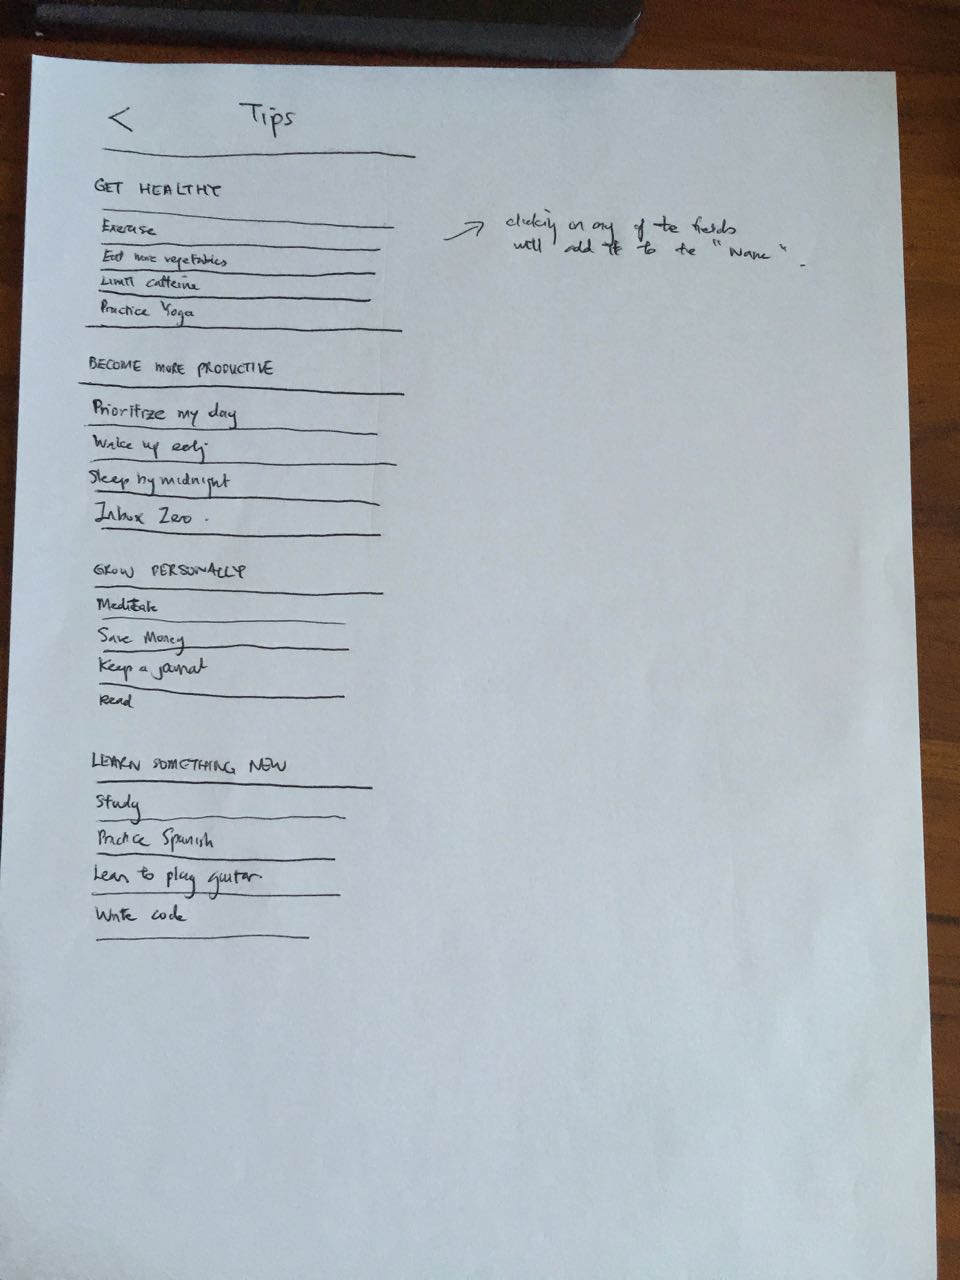 < Tips
GET HEALTHY
Exercise
Eat more vegetables
Limit caffeine
Practice Yoga
clicking on any of the fields
will add it to the "Name".
BECOME MORE PRODUCTIVE
Prioritize my day
Wake up early
Sleep by midnight
Inbox Zero.
GROW PERSONALLY
Meditate
Save Money
Keep a journal
Read
LEARN SOMETHING NEW
Study
Practice Spanish
Learn to play guitar
Write code